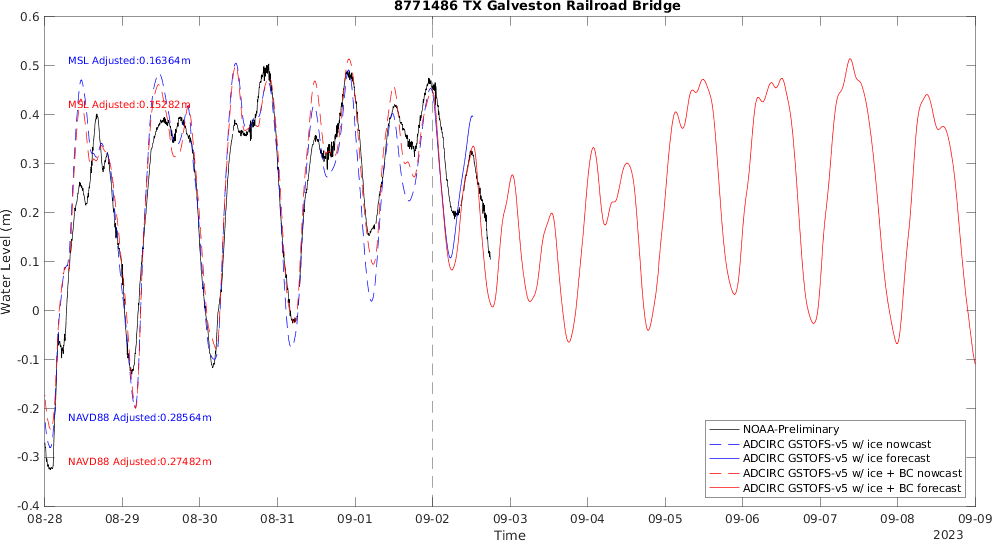 8771486 TX Galveston Railroad Bridge
0.6
0.5
0.4
0.3
0.2
0.1
0
-0.1
-0.2
-0.3
-0.4
Water Level (m)
MSL Adjusted:0.16364m
MSL Adjusted:0.15282m
NAVD88 Adjusted:0.28564m
NAVD88 Adjusted:0.27482m
NOAA-Preliminary
ADCIRC GSTOFS-v5 w/ ice nowcast
ADCIRC GSTOFS-v5 w/ ice forecast
ADCIRC GSTOFS-v5 w/ ice + BC nowcast
ADCIRC GSTOFS-v5 w/ ice + BC forecast
08-28 08-29 08-30 08-31 09-01 09-02 09-03 09-04 09-05 09-06 09-07 09-08 09-09
Time
2023